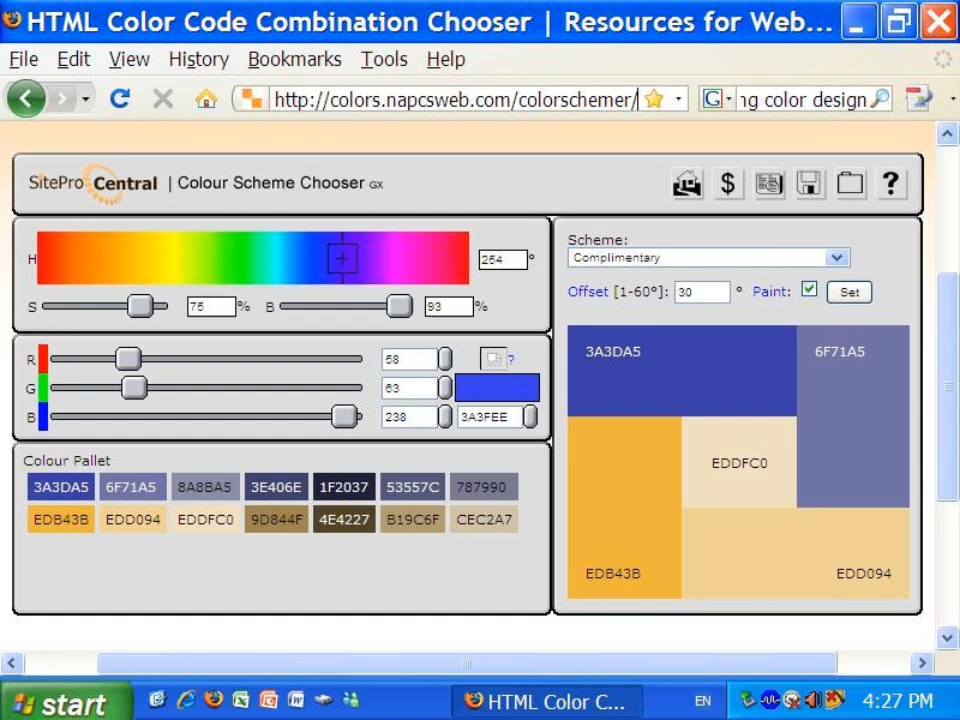 HTML Color Code Combination Chooser | Resources for Web...
File Edit View History Bookmarks Tools Help
http://colors.napcsweb.com/colorschemer/ G ng color design
SitePro Central | Colour Scheme Chooser GX $ ?
H 254 °
S 75 % B 93 %
R 58 ?
G 63
B 238 3A3FEE
Scheme:
Complimentary
Offset [1-60°]: 30 ° Paint: Set
3A3DA5 6F71A5
EDDFC0
EDB43B EDD094
Colour Pallet
3A3DA5 6F71A5 8A8BA5 3E406E 1F2037 53557C 787990
EDB43B EDD094 EDDFC0 9D844F 4E4227 B19C6F CEC2A7
start HTML Color C... EN 4:27 PM